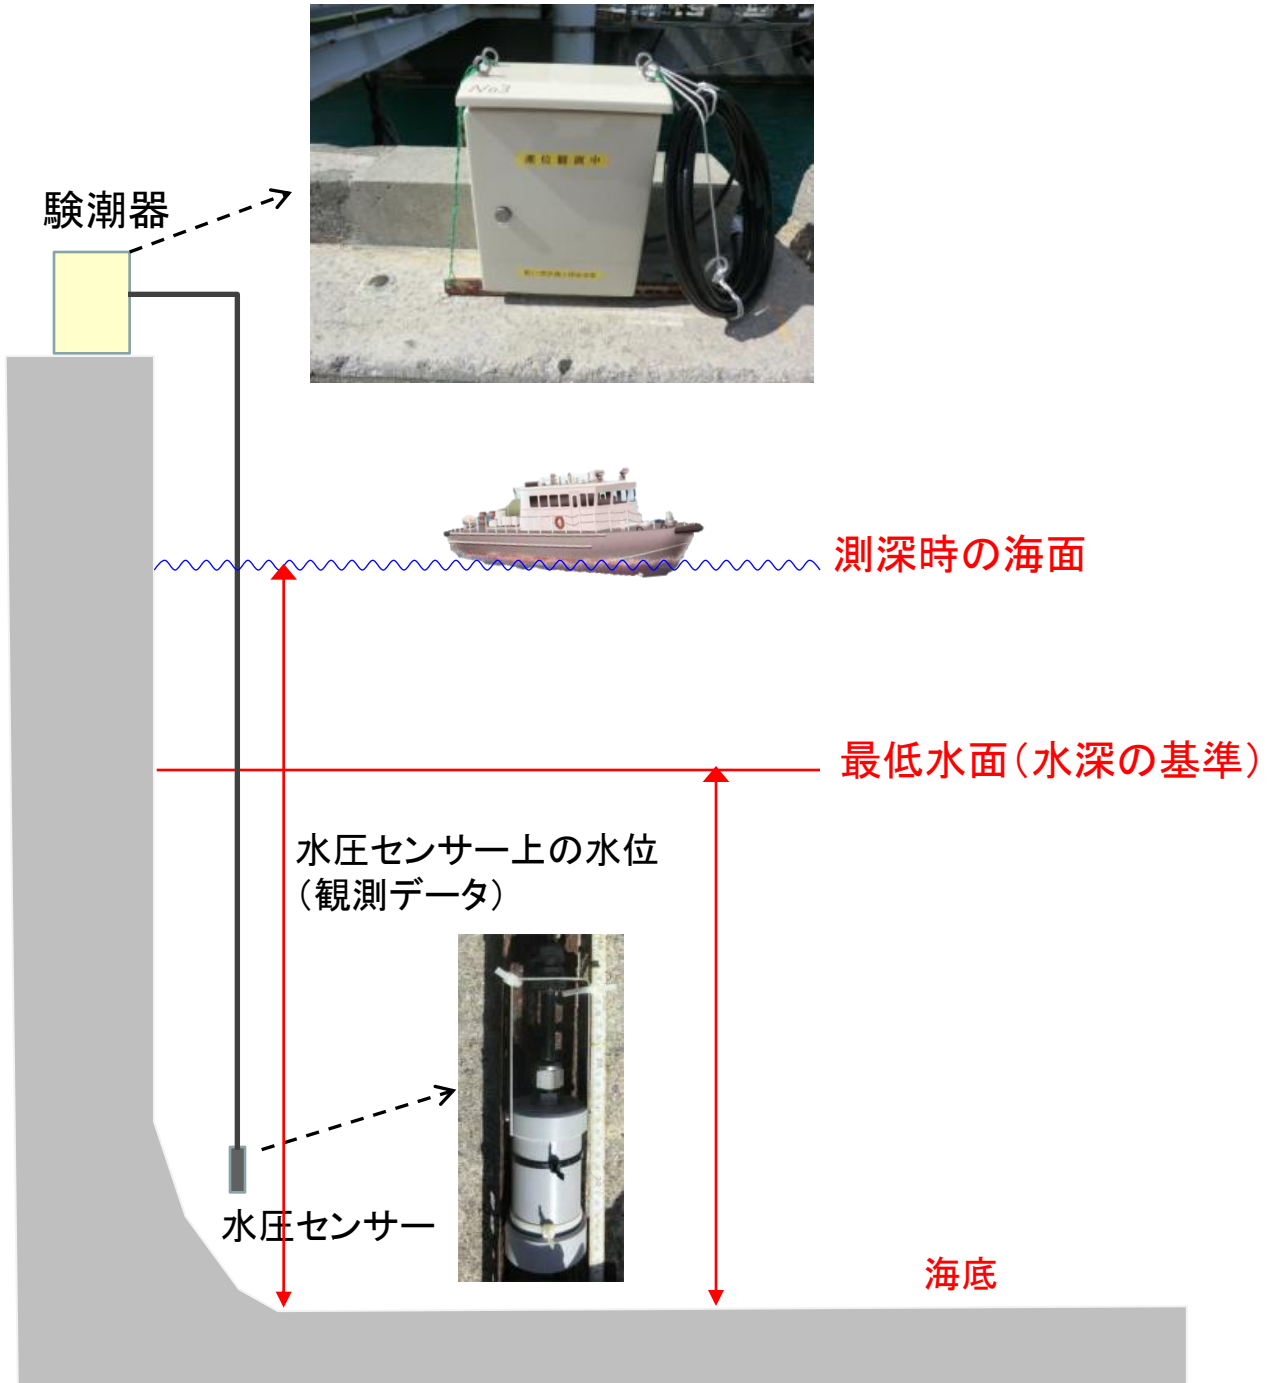 No3
験潮器
測深時の海面
最低水面(水深の基準)
水圧センサー上の水位
(観測データ)
水圧センサー
海底